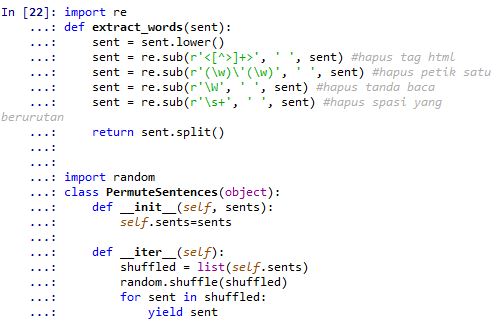 In [22]: import re
    ...: def extract_words(sent):
    ...:     sent = sent.lower()
    ...:     sent = re.sub(r'<[^>]+>', ' ', sent) #hapus tag html
    ...:     sent = re.sub(r'(\w)\'(\w)', ' ', sent) #hapus petik satu
    ...:     sent = re.sub(r'\W', ' ', sent) #hapus tanda baca
    ...:     sent = re.sub(r'\s+', ' ', sent) #hapus spasi yang
berurutan
    ...:     return sent.split()
    ...:
    ...:
    ...: import random
    ...: class PermuteSentences(object):
    ...:     def __init__(self, sents):
    ...:         self.sents=sents
    ...:
    ...:     def __iter__(self):
    ...:         shuffled = list(self.sents)
    ...:         random.shuffle(shuffled)
    ...:         for sent in shuffled:
    ...:             yield sent